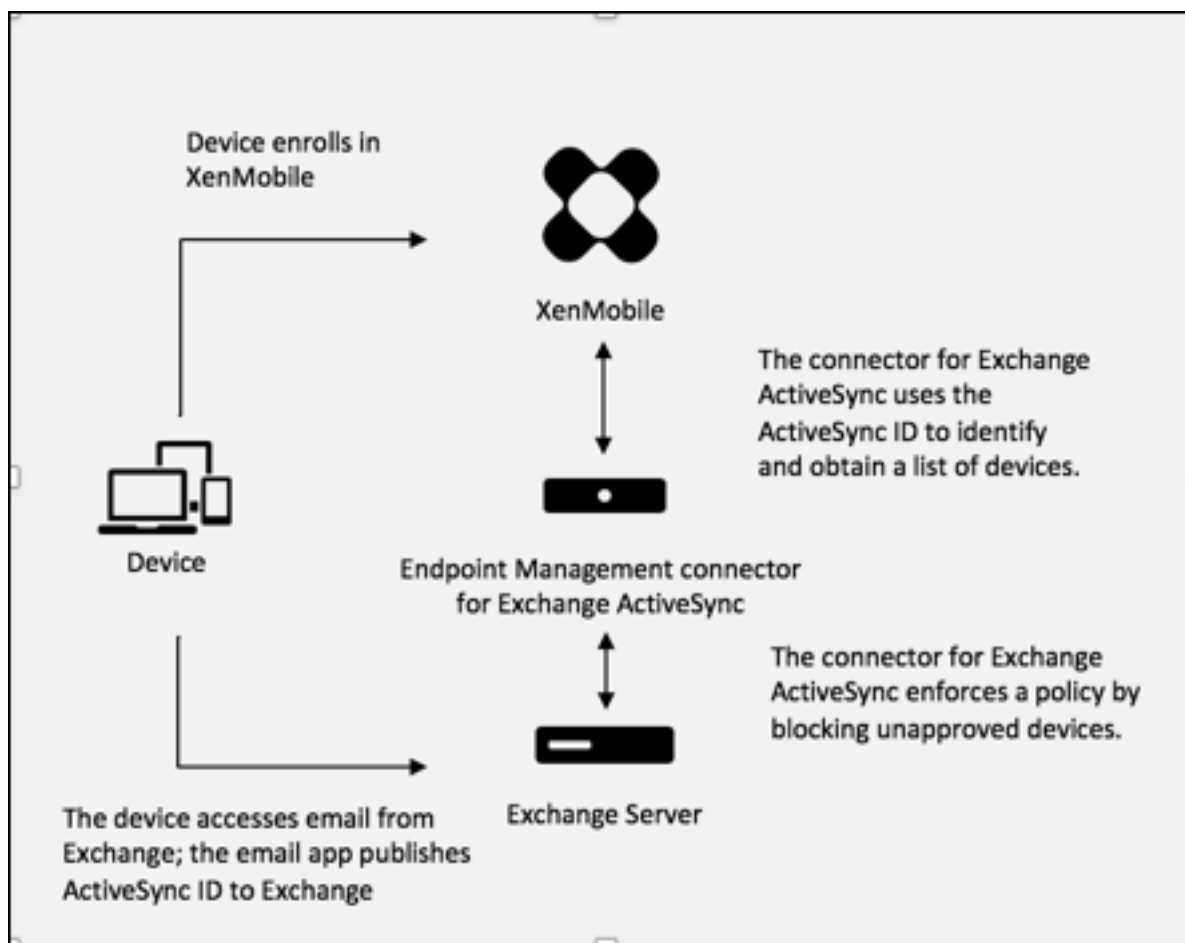 Device enrolls in
XenMobile
XenMobile
The connector for Exchange
ActiveSync uses the
ActiveSync ID to identify
and obtain a list of devices.
Device
Endpoint Management connector
for Exchange ActiveSync
The connector for Exchange
ActiveSync enforces a policy by
blocking unapproved devices.
Exchange Server
The device accesses email from
Exchange; the email app publishes
ActiveSync ID to Exchange